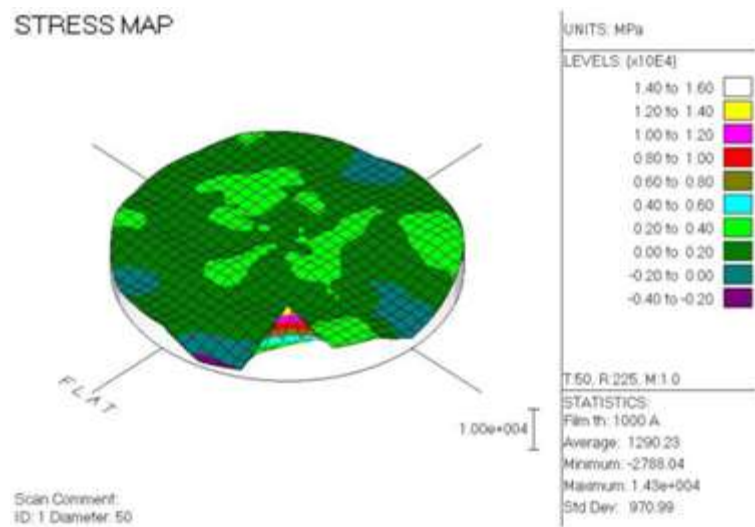 STRESS MAP
UNITS: MPa
LEVELS: (x10E4)
1.40 to 1.60
1.20 to 1.40
1.00 to 1.20
0.80 to 1.00
0.60 to 0.80
0.40 to 0.60
0.20 to 0.40
0.00 to 0.20
-0.20 to 0.00
-0.40 to -0.20
FLAT
1.00e+004
T:50, R:225, M:1.0
STATISTICS:
Film th: 1000 A
Average: 1290.23
Minimum: -2788.04
Maximum: 1.43e+004
Std Dev: 970.99
Scan Comment:
ID: 1 Diameter: 50